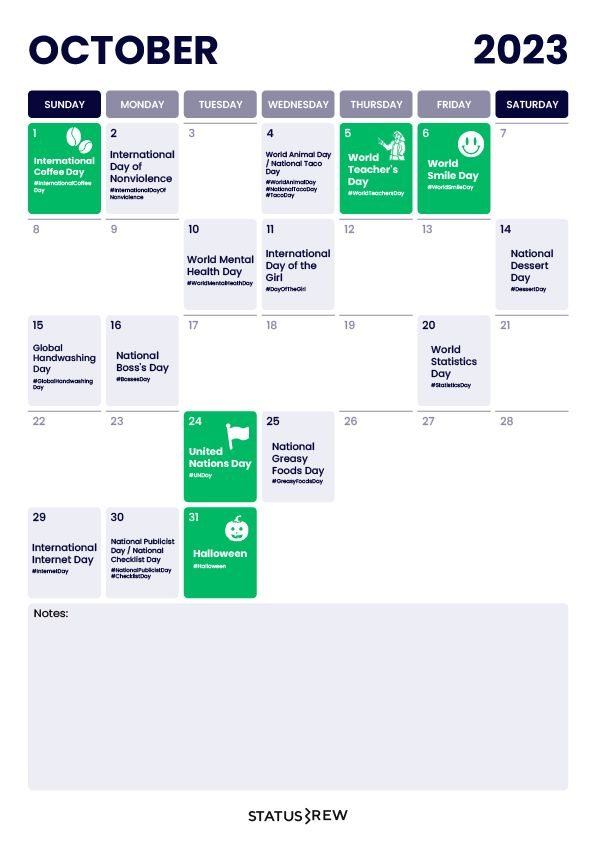 OCTOBER 2023
SUNDAY MONDAY TUESDAY WEDNESDAY THURSDAY FRIDAY SATURDAY
1
International
Coffee Day
#InternationalCoffee
Day
2
International
Day of
Nonviolence
#InternationalDayOf
Nonviolence
3
4
World Animal Day
/ National Taco
Day
#WorldAnimalDay
#NationalTacoDay
#TacoDay
5
World
Teacher's
Day
#WorldTeachersDay
6
World
Smile Day
#WorldSmileDay
7
8
9
10
World Mental
Health Day
#WorldMentalHealthDay
11
International
Day of the
Girl
#DayOfTheGirl
12
13
14
National
Dessert
Day
#DessertDay
15
Global
Handwashing
Day
#GlobalHandwashing
Day
16
National
Boss's Day
#BossesDay
17
18
19
20
World
Statistics
Day
#StatisticsDay
21
22
23
24
United
Nations Day
#UNDay
25
National
Greasy
Foods Day
#GreasyFoodsDay
26
27
28
29
International
Internet Day
#InternetDay
30
National Publicist
Day / National
Checklist Day
#NationalPublicistDay
#ChecklistDay
31
Halloween
#Halloween
Notes:
STATUSBREW